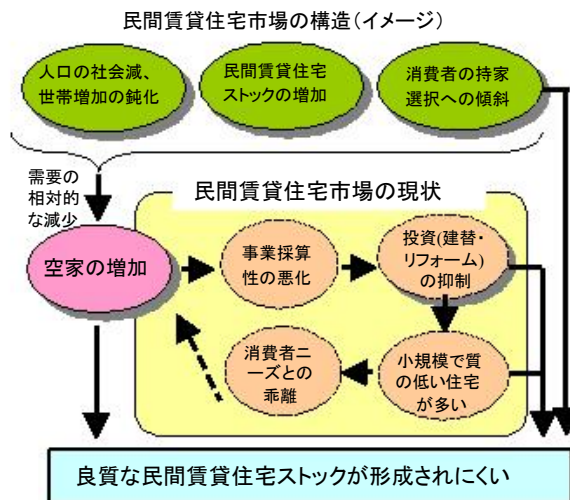 民間賃貸住宅市場の構造（イメージ）
人口の社会減、
世帯増加の鈍化
民間賃貸住宅
ストックの増加
消費者の持家
選択への傾斜
需要の
相対的
な減少
民間賃貸住宅市場の現状
空家の増加
事業採算
性の悪化
投資(建替・
リフォーム)
の抑制
消費者ニ
ーズとの
乖離
小規模で質
の低い住宅
が多い
良質な民間賃貸住宅ストックが形成されにくい